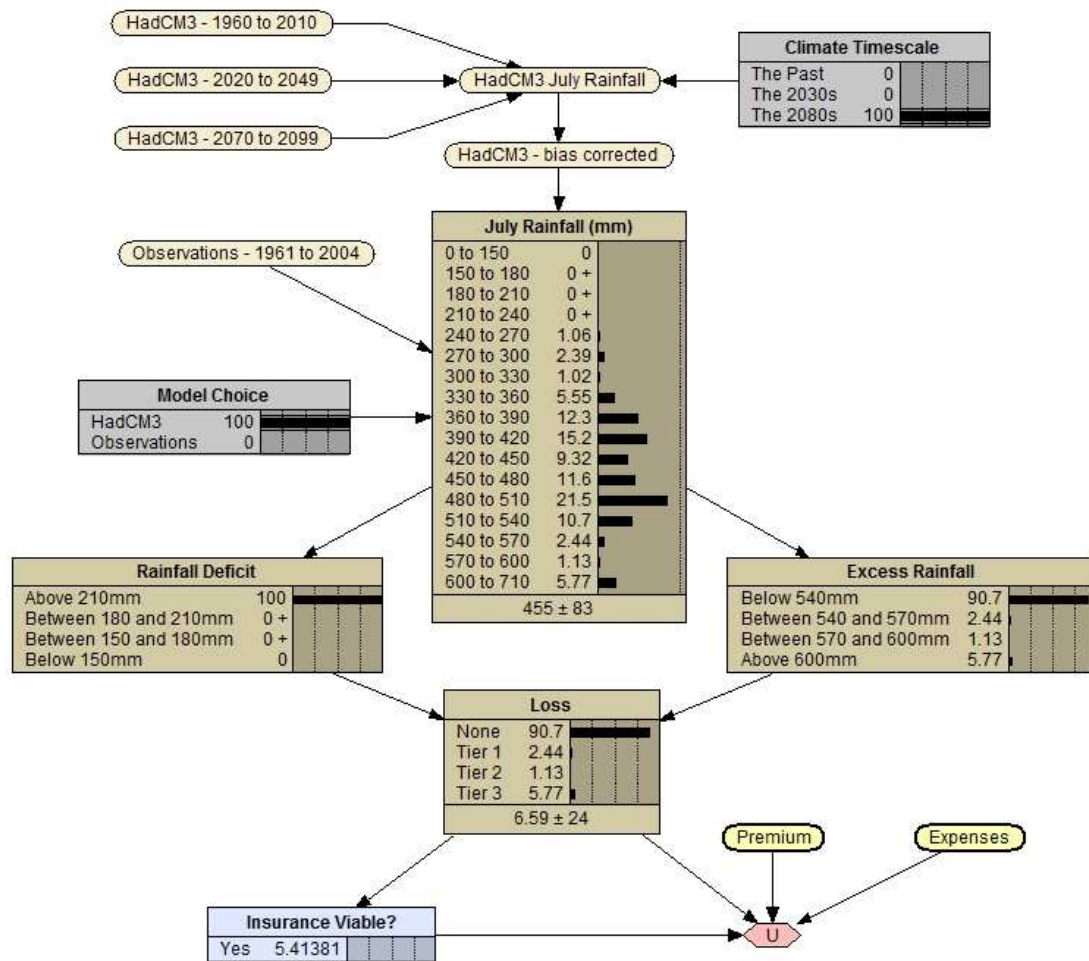 HadCM3 - 1960 to 2010
HadCM3 - 2020 to 2049
HadCM3 - 2070 to 2099
HadCM3 July Rainfall
Climate Timescale
The Past 0
The 2030s 0
The 2080s 100
HadCM3 - bias corrected
Observations - 1961 to 2004
Model Choice
HadCM3 100
Observations 0
July Rainfall (mm)
0 to 150 0
150 to 180 0 +
180 to 210 0 +
210 to 240 0 +
240 to 270 1.06
270 to 300 2.39
300 to 330 1.02
330 to 360 5.55
360 to 390 12.3
390 to 420 15.2
420 to 450 9.32
450 to 480 11.6
480 to 510 21.5
510 to 540 10.7
540 to 570 2.44
570 to 600 1.13
600 to 710 5.77
455 ± 83
Rainfall Deficit
Above 210mm 100
Between 180 and 210mm 0 +
Between 150 and 180mm 0 +
Below 150mm 0
Excess Rainfall
Below 540mm 90.7
Between 540 and 570mm 2.44
Between 570 and 600mm 1.13
Above 600mm 5.77
Loss
None 90.7
Tier 1 2.44
Tier 2 1.13
Tier 3 5.77
6.59 ± 24
Premium
Expenses
Insurance Viable?
Yes 5.41381
U